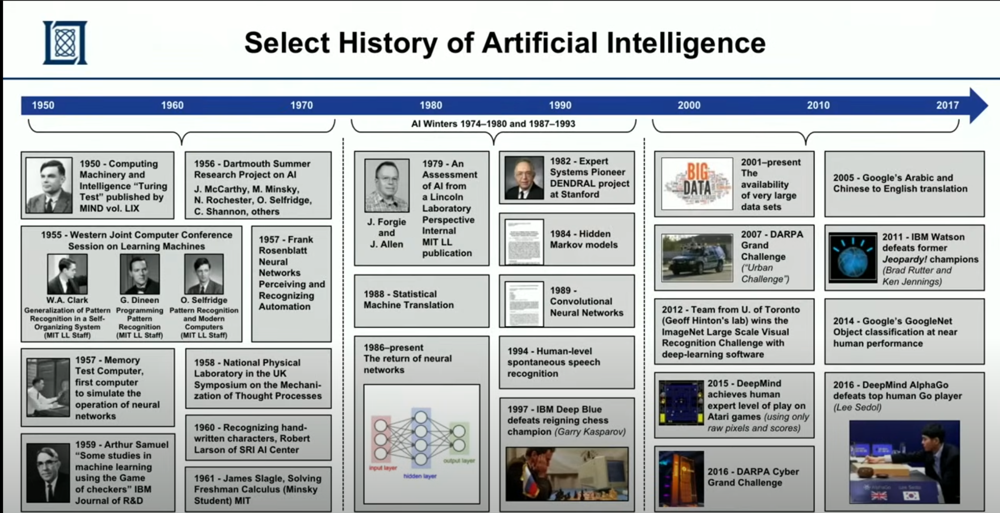 Select History of Artificial Intelligence
1950 1960 1970 1980 1990 2000 2010 2017
AI Winters 1974–1980 and 1987–1993
1950 - Computing
Machinery and
Intelligence “Turing
Test” published by
MIND vol. LIX
1956 - Dartmouth Summer
Research Project on AI
J. McCarthy, M. Minsky,
N. Rochester, O. Selfridge,
C. Shannon, others
1955 - Western Joint Computer Conference
Session on Learning Machines
W.A. Clark
Generalization of Pattern
Recognition in a Self-
Organizing System
(MIT LL Staff)
G. Dineen
Programming
Pattern
Recognition
(MIT LL Staff)
O. Selfridge
Pattern Recognition
and Modern
Computers
(MIT LL Staff)
1957 - Frank
Rosenblatt
Neural
Networks
Perceiving and
Recognizing
Automation
1957 - Memory
Test Computer,
first computer
to simulate the
operation of neural
networks
1958 - National Physical
Laboratory in the UK
Symposium on the Mechani-
zation of Thought Processes
1959 - Arthur Samuel
“Some studies in
machine learning
using the Game
of checkers” IBM
Journal of R&D
1960 - Recognizing hand-
written characters, Robert
Larson of SRI AI Center
1961 - James Slagle, Solving
Freshman Calculus (Minsky
Student) MIT
J. Forgie
and
J. Allen
1979 - An
Assessment
of AI from
a Lincoln
Laboratory
Perspective
Internal
MIT LL
publication
1982 - Expert
Systems Pioneer
DENDRAL project
at Stanford
1984 - Hidden
Markov models
1988 - Statistical
Machine Translation
1989 -
Convolutional
Neural Networks
1986–present
The return of neural
networks
input layer
hidden layer
output layer
1994 - Human-level
spontaneous speech
recognition
1997 - IBM Deep Blue
defeats reigning chess
champion (Garry Kasparov)
BIG
DATA
2001–present
The
availability
of very large
data sets
2005 - Google’s Arabic and
Chinese to English translation
2007 - DARPA
Grand
Challenge
(“Urban
Challenge”)
2011 - IBM Watson
defeats former
Jeopardy! champions
(Brad Rutter and
Ken Jennings)
2012 - Team from U. of Toronto
(Geoff Hinton's lab) wins the
ImageNet Large Scale Visual
Recognition Challenge with
deep-learning software
2014 - Google’s GoogleNet
Object classification at near
human performance
2015 - DeepMind
achieves human
expert level of play on
Atari games (using only
raw pixels and scores)
2016 - DeepMind AlphaGo
defeats top human Go player
(Lee Sedol)
AlphaGo Lee Sedol
2016 - DARPA Cyber
Grand Challenge